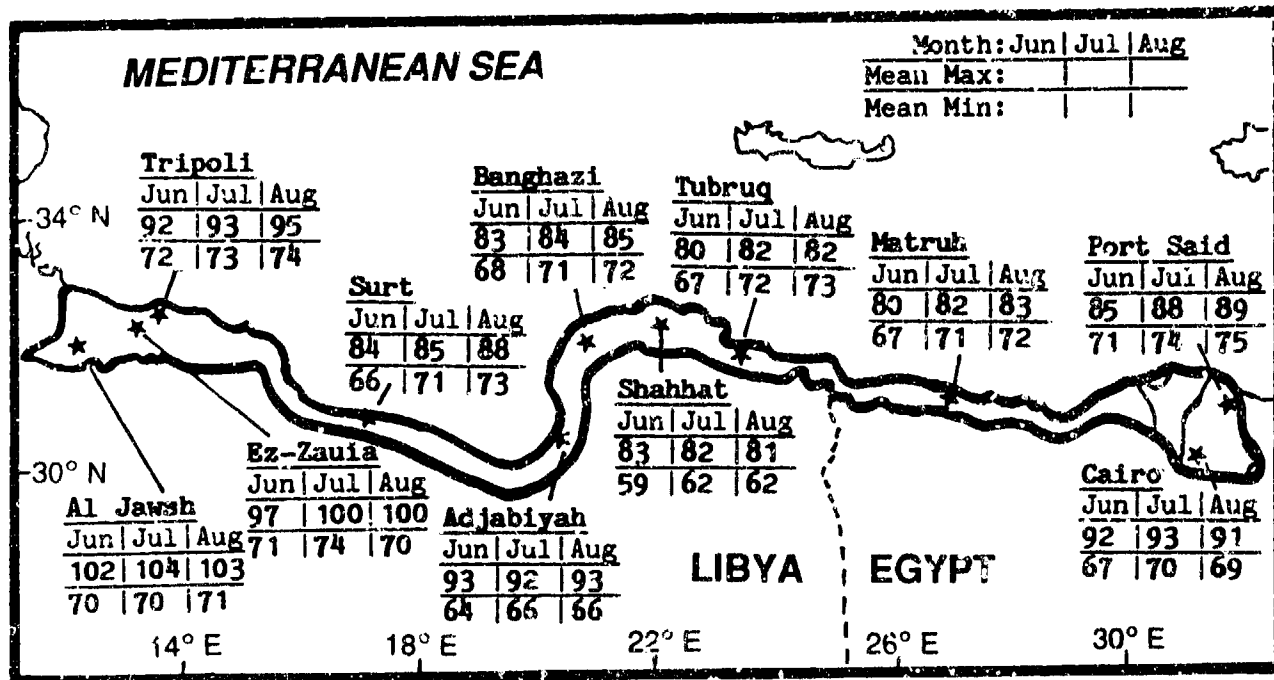 MEDITERRANEAN SEA
Month: Jun | Jul | Aug
Mean Max:
Mean Min:
Tripoli
Jun | Jul | Aug
92 | 93 | 95
72 | 73 | 74
Banghazi
Jun | Jul | Aug
83 | 84 | 85
68 | 71 | 72
Tubruq
Jun | Jul | Aug
80 | 82 | 82
67 | 72 | 73
Matruh
Jun | Jul | Aug
80 | 82 | 83
67 | 71 | 72
Port Said
Jun | Jul | Aug
85 | 88 | 89
71 | 74 | 75
34° N
Surt
Jun | Jul | Aug
84 | 85 | 88
66 | 71 | 73
Shahhat
Jun | Jul | Aug
83 | 82 | 81
59 | 62 | 62
30° N
Ez-Zauia
Jun | Jul | Aug
97 | 100 | 100
71 | 74 | 70
Al Jawsh
Jun | Jul | Aug
102 | 104 | 103
70 | 70 | 71
Adjabiyah
Jun | Jul | Aug
93 | 92 | 93
64 | 66 | 66
Cairo
Jun | Jul | Aug
92 | 93 | 91
67 | 70 | 69
LIBYA
EGYPT
14° E
18° E
22° E
26° E
30° E